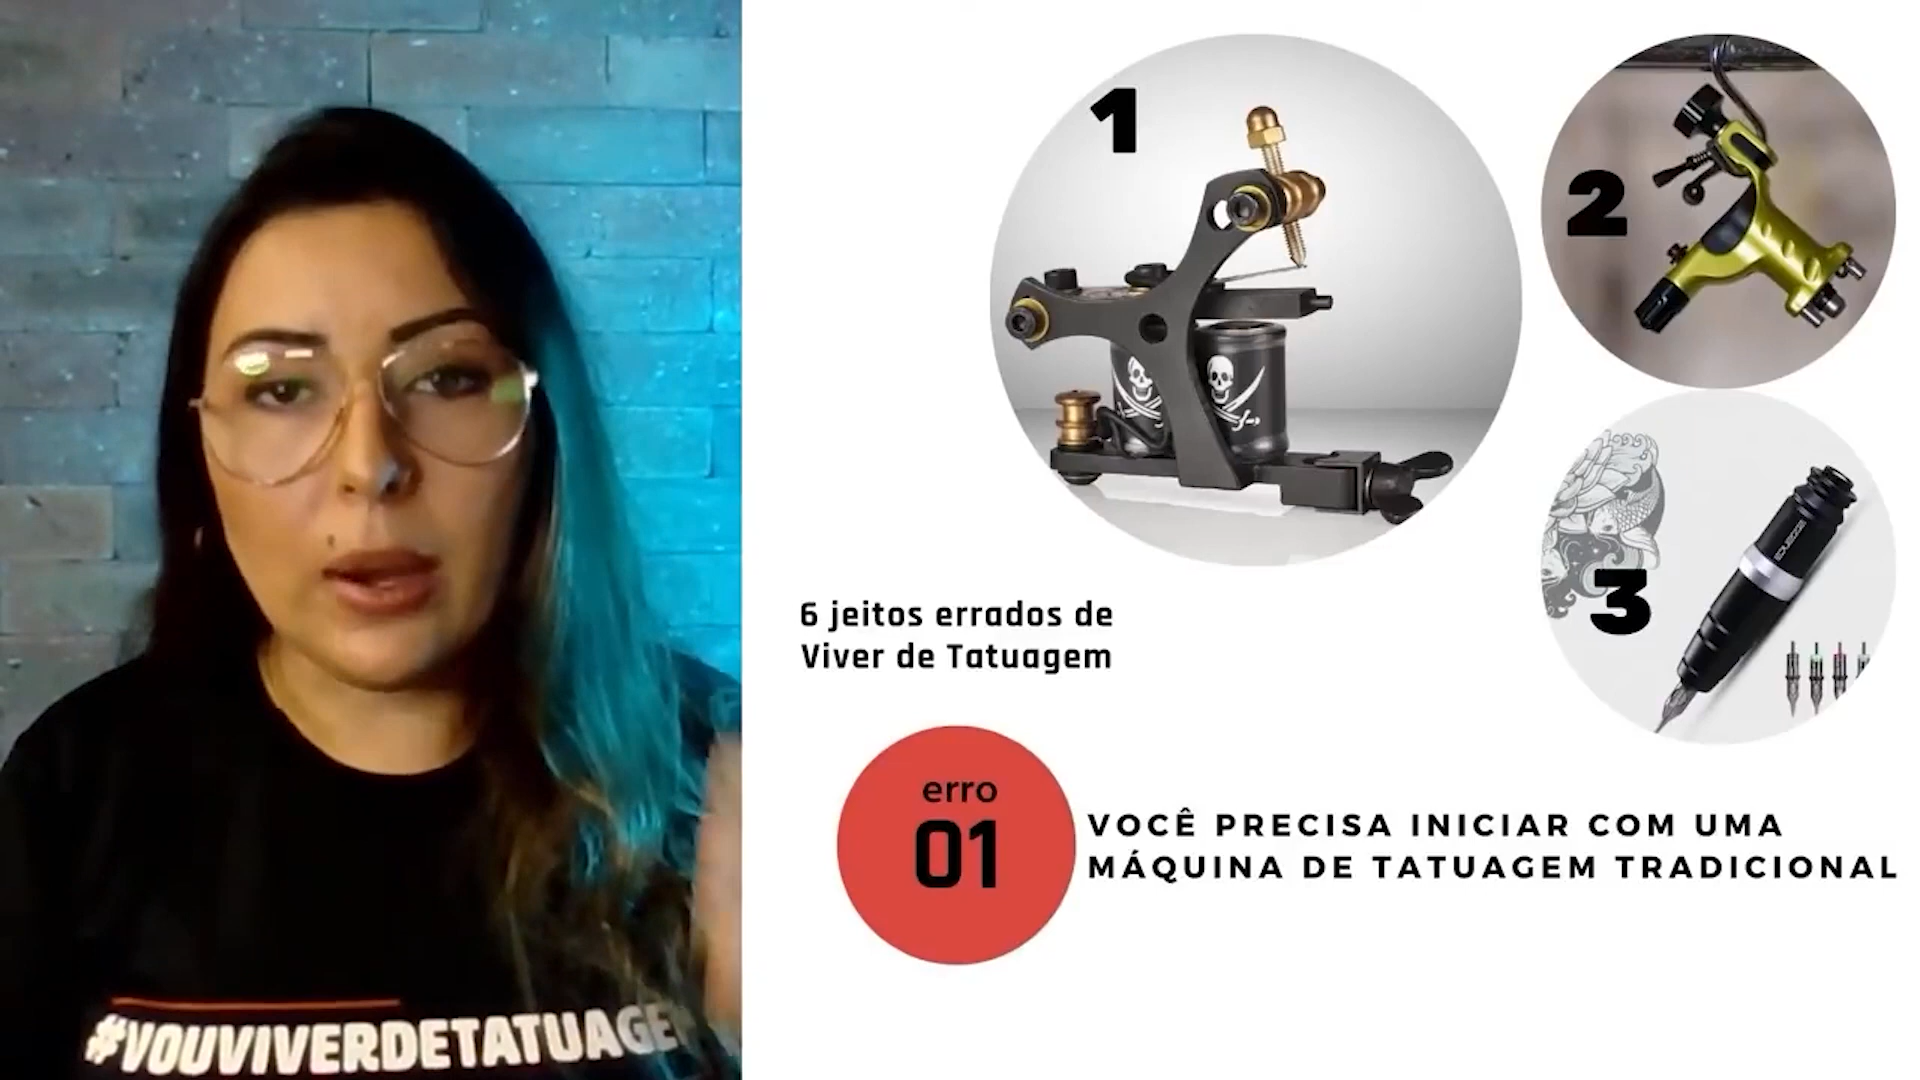 1
2
3
6 jeitos errados de
Viver de Tatuagem
erro
01
VOCÊ PRECISA INICIAR COM UMA
MÁQUINA DE TATUAGEM TRADICIONAL
#VOUVIVERDETATUAGE